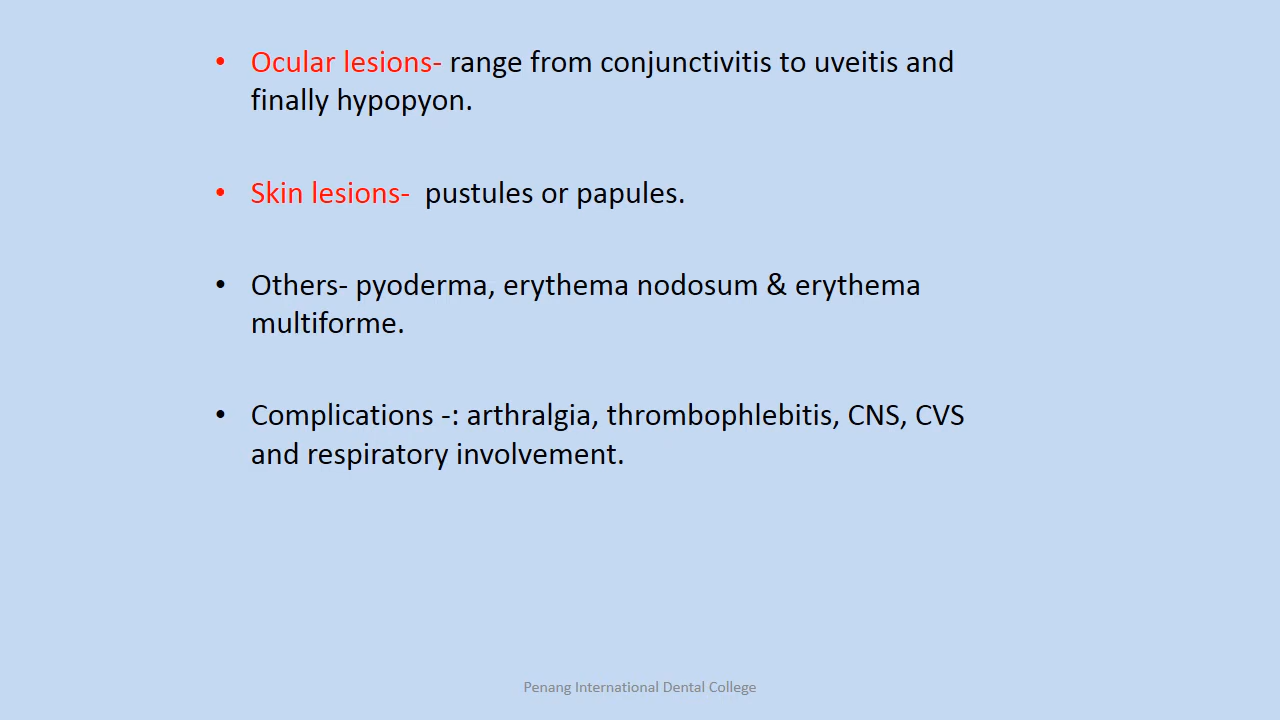 • Ocular lesions- range from conjunctivitis to uveitis and
finally hypopyon.
• Skin lesions-  pustules or papules.
• Others- pyoderma, erythema nodosum & erythema
multiforme.
• Complications -: arthralgia, thrombophlebitis, CNS, CVS
and respiratory involvement.
Penang International Dental College